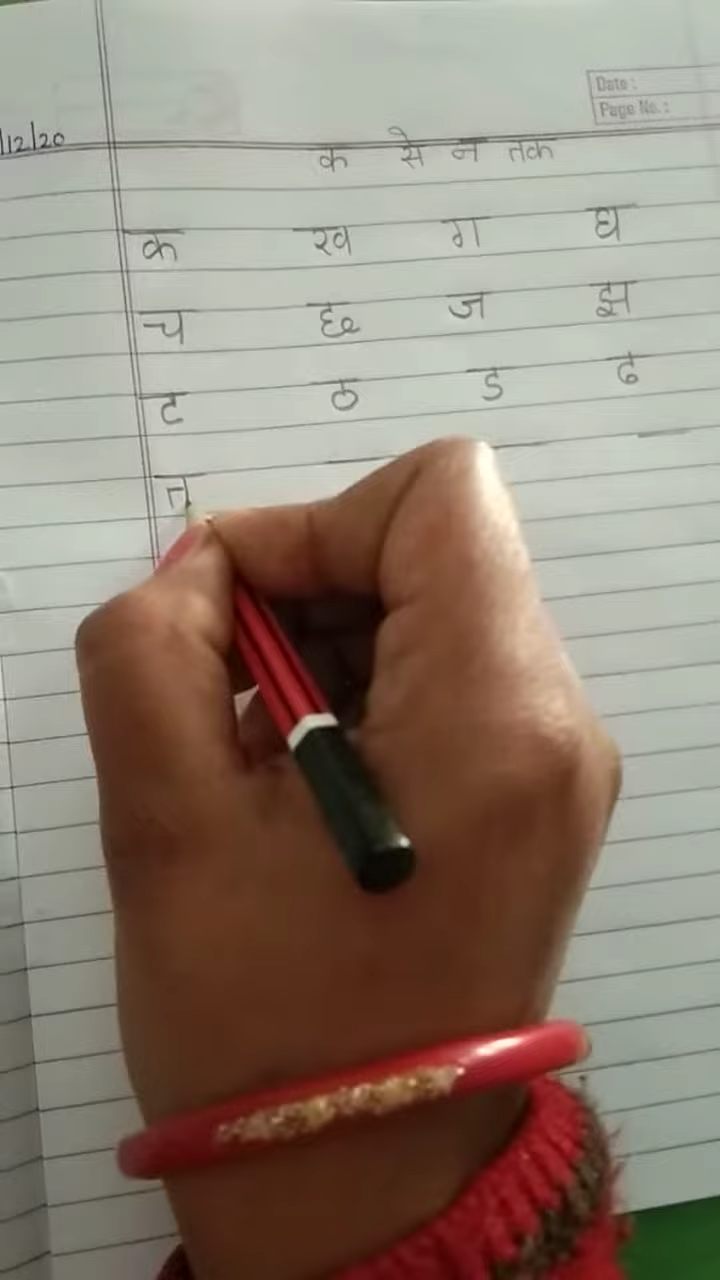 Date :
Page No. :
/12/20
क से न तक
क ख ग घ
च छ ज झ
ट ठ ड ढ
त